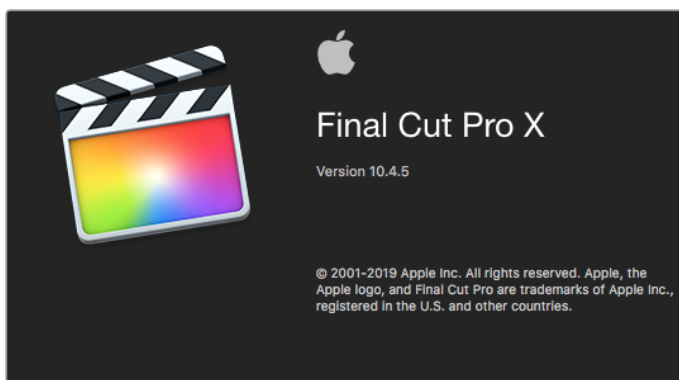 Final Cut Pro X
Version 10.4.5
© 2001-2019 Apple Inc. All rights reserved. Apple, the
Apple logo, and Final Cut Pro are trademarks of Apple Inc.,
registered in the U.S. and other countries.